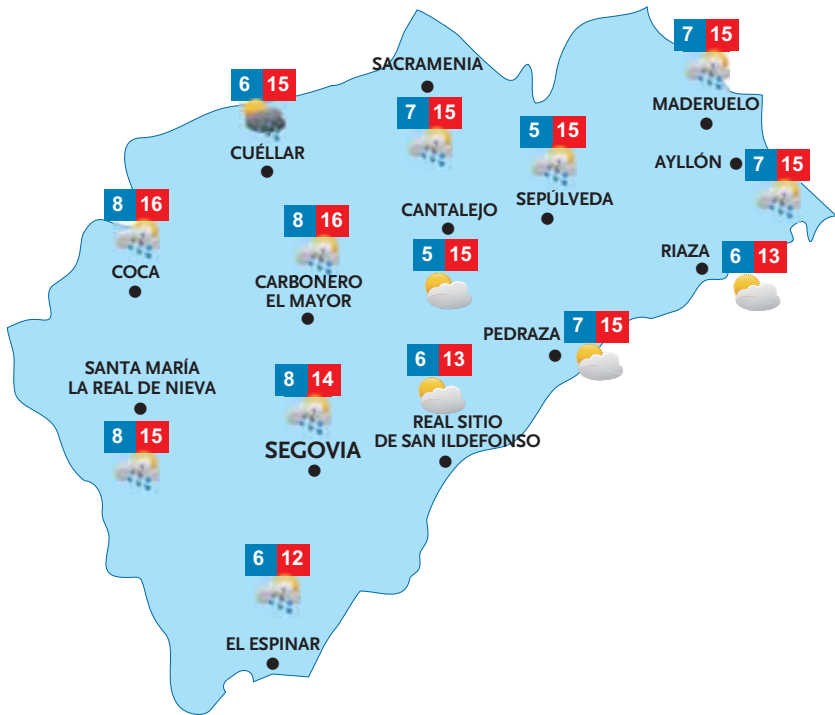 7 15
MADERUELO
SACRAMENIA
7 15
6 15
CUÉLLAR
5 15
SEPÚLVEDA
AYLLÓN
7 15
8 16
COCA
8 16
CARBONERO
EL MAYOR
CANTALEJO
5 15
RIAZA
6 13
PEDRAZA
7 15
SANTA MARÍA
LA REAL DE NIEVA
8 15
8 14
SEGOVIA
6 13
REAL SITIO
DE SAN ILDEFONSO
6 12
EL ESPINAR